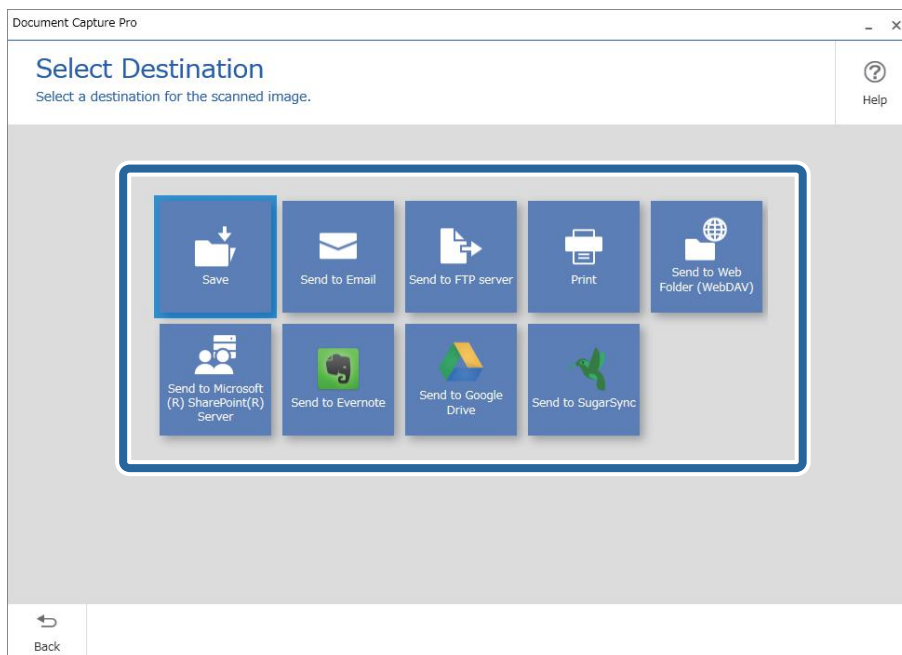 Document Capture Pro
Select Destination
Select a destination for the scanned image.
Help
Save
Send to Email
Send to FTP server
Print
Send to Web
Folder (WebDAV)
Send to Microsoft
(R) SharePoint(R)
Server
Send to Evernote
Send to Google
Drive
Send to SugarSync
Back